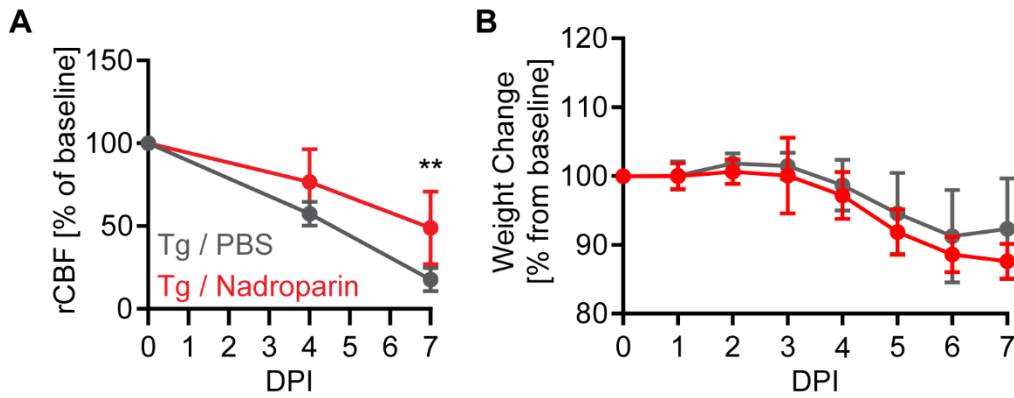 A
rCBF [% of baseline]
150
100
50
0
**
Tg / PBS
Tg / Nadroparin
0 1 2 3 4 5 6 7
DPI
B
Weight Change
[% from baseline]
120
110
100
90
80
0 1 2 3 4 5 6 7
DPI